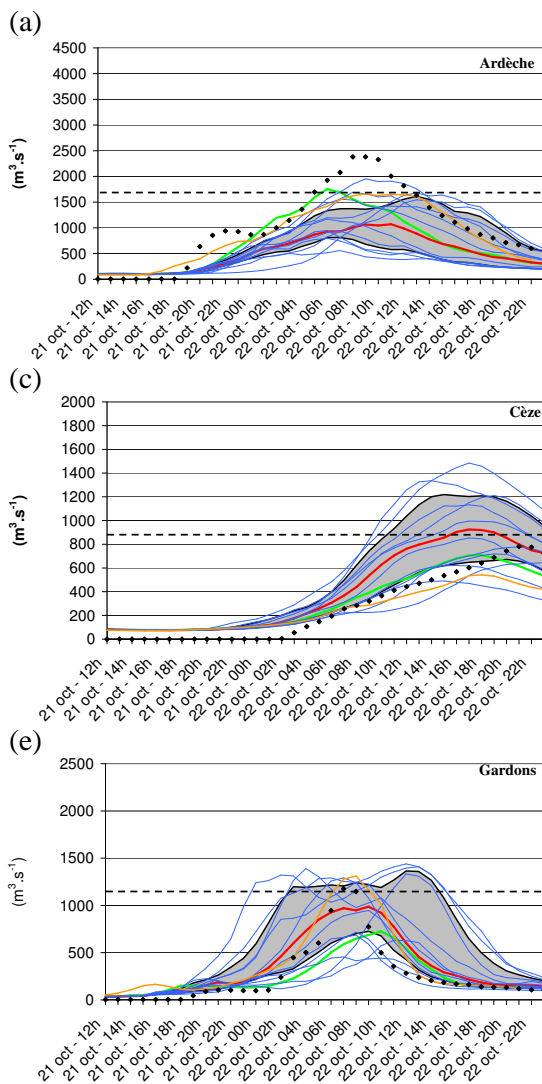 (a)
Ardèche
(m³.s⁻¹)
4500
4000
3500
3000
2500
2000
1500
1000
500
0
21 oct - 12h
21 oct - 14h
21 oct - 16h
21 oct - 18h
21 oct - 20h
21 oct - 22h
22 oct - 00h
22 oct - 02h
22 oct - 04h
22 oct - 06h
22 oct - 08h
22 oct - 10h
22 oct - 12h
22 oct - 14h
22 oct - 16h
22 oct - 18h
22 oct - 20h
22 oct - 22h
(c)
Cèze
(m³.s⁻¹)
2000
1800
1600
1400
1200
1000
800
600
400
200
0
21 oct - 12h
21 oct - 14h
21 oct - 16h
21 oct - 18h
21 oct - 20h
21 oct - 22h
22 oct - 00h
22 oct - 02h
22 oct - 04h
22 oct - 06h
22 oct - 08h
22 oct - 10h
22 oct - 12h
22 oct - 14h
22 oct - 16h
22 oct - 18h
22 oct - 20h
22 oct - 22h
(e)
Gardons
(m³.s⁻¹)
2500
2000
1500
1000
500
0
21 oct - 12h
21 oct - 14h
21 oct - 16h
21 oct - 18h
21 oct - 20h
21 oct - 22h
22 oct - 00h
22 oct - 02h
22 oct - 04h
22 oct - 06h
22 oct - 08h
22 oct - 10h
22 oct - 12h
22 oct - 14h
22 oct - 16h
22 oct - 18h
22 oct - 20h
22 oct - 22h